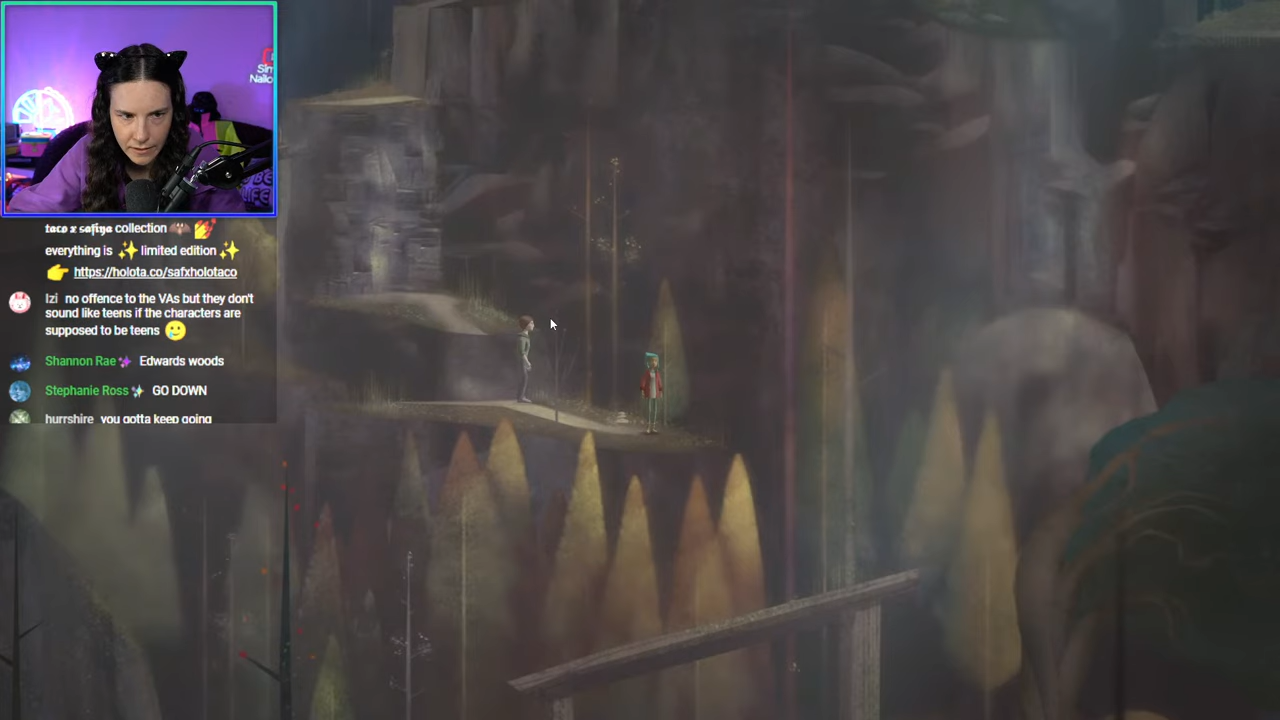 taco x safiya collection 🦇 💅
everything is ✨ limited edition ✨
👉 https://holota.co/safxholotaco
Izi no offence to the VAs but they don't
sound like teens if the characters are
supposed to be teens 🥲
Shannon Rae Edwards woods
Stephanie Ross GO DOWN
hurrshire you gotta keep going